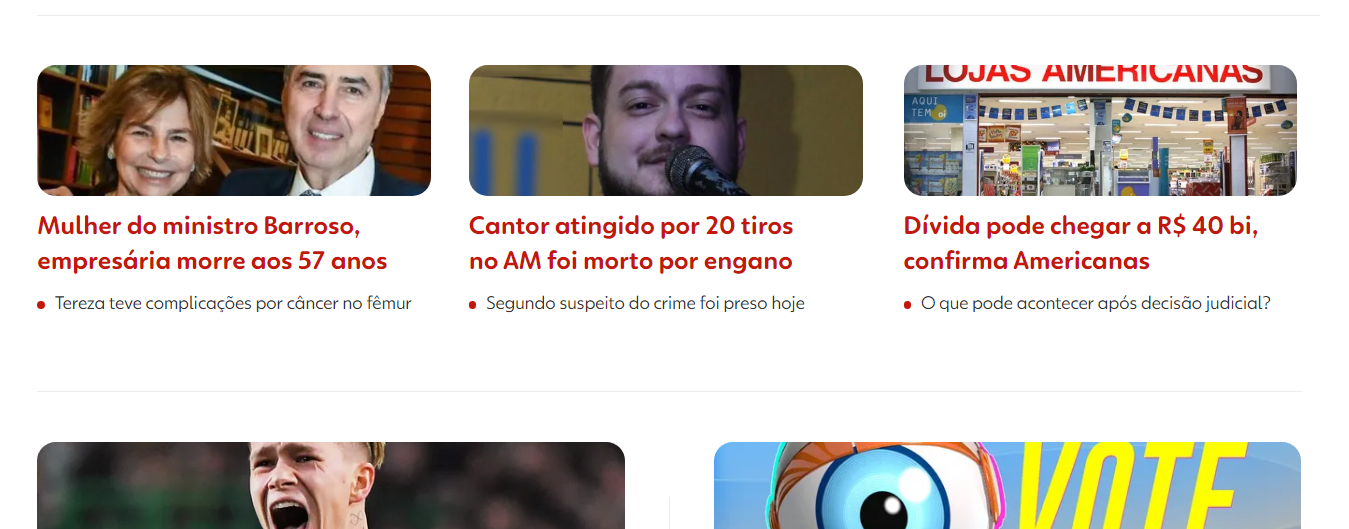 LOJAS AMERICANAS
AQUI
TEM oi
Mulher do ministro Barroso,
empresária morre aos 57 anos
Tereza teve complicações por câncer no fêmur
Cantor atingido por 20 tiros
no AM foi morto por engano
Segundo suspeito do crime foi preso hoje
Dívida pode chegar a R$ 40 bi,
confirma Americanas
O que pode acontecer após decisão judicial?
VOTE